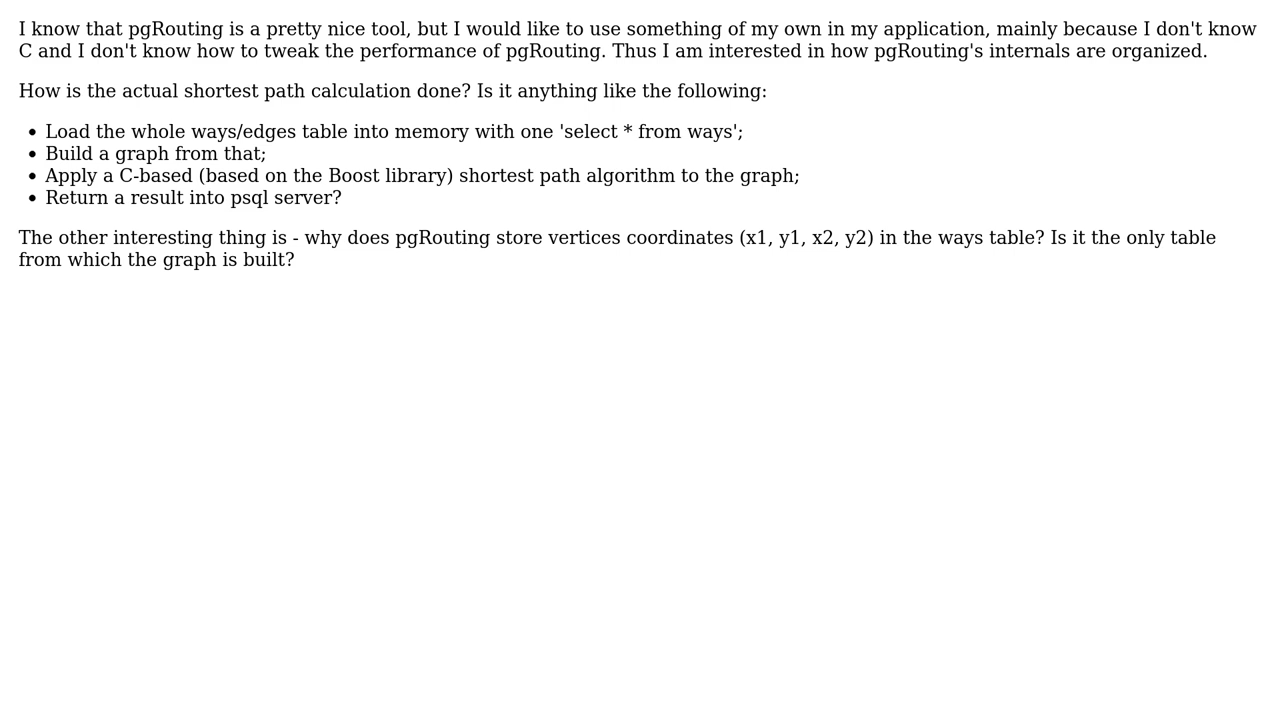 I know that pgRouting is a pretty nice tool, but I would like to use something of my own in my application, mainly because I don't know
C and I don't know how to tweak the performance of pgRouting. Thus I am interested in how pgRouting's internals are organized.
How is the actual shortest path calculation done? Is it anything like the following:
• Load the whole ways/edges table into memory with one 'select * from ways';
• Build a graph from that;
• Apply a C-based (based on the Boost library) shortest path algorithm to the graph;
• Return a result into psql server?
The other interesting thing is - why does pgRouting store vertices coordinates (x1, y1, x2, y2) in the ways table? Is it the only table
from which the graph is built?